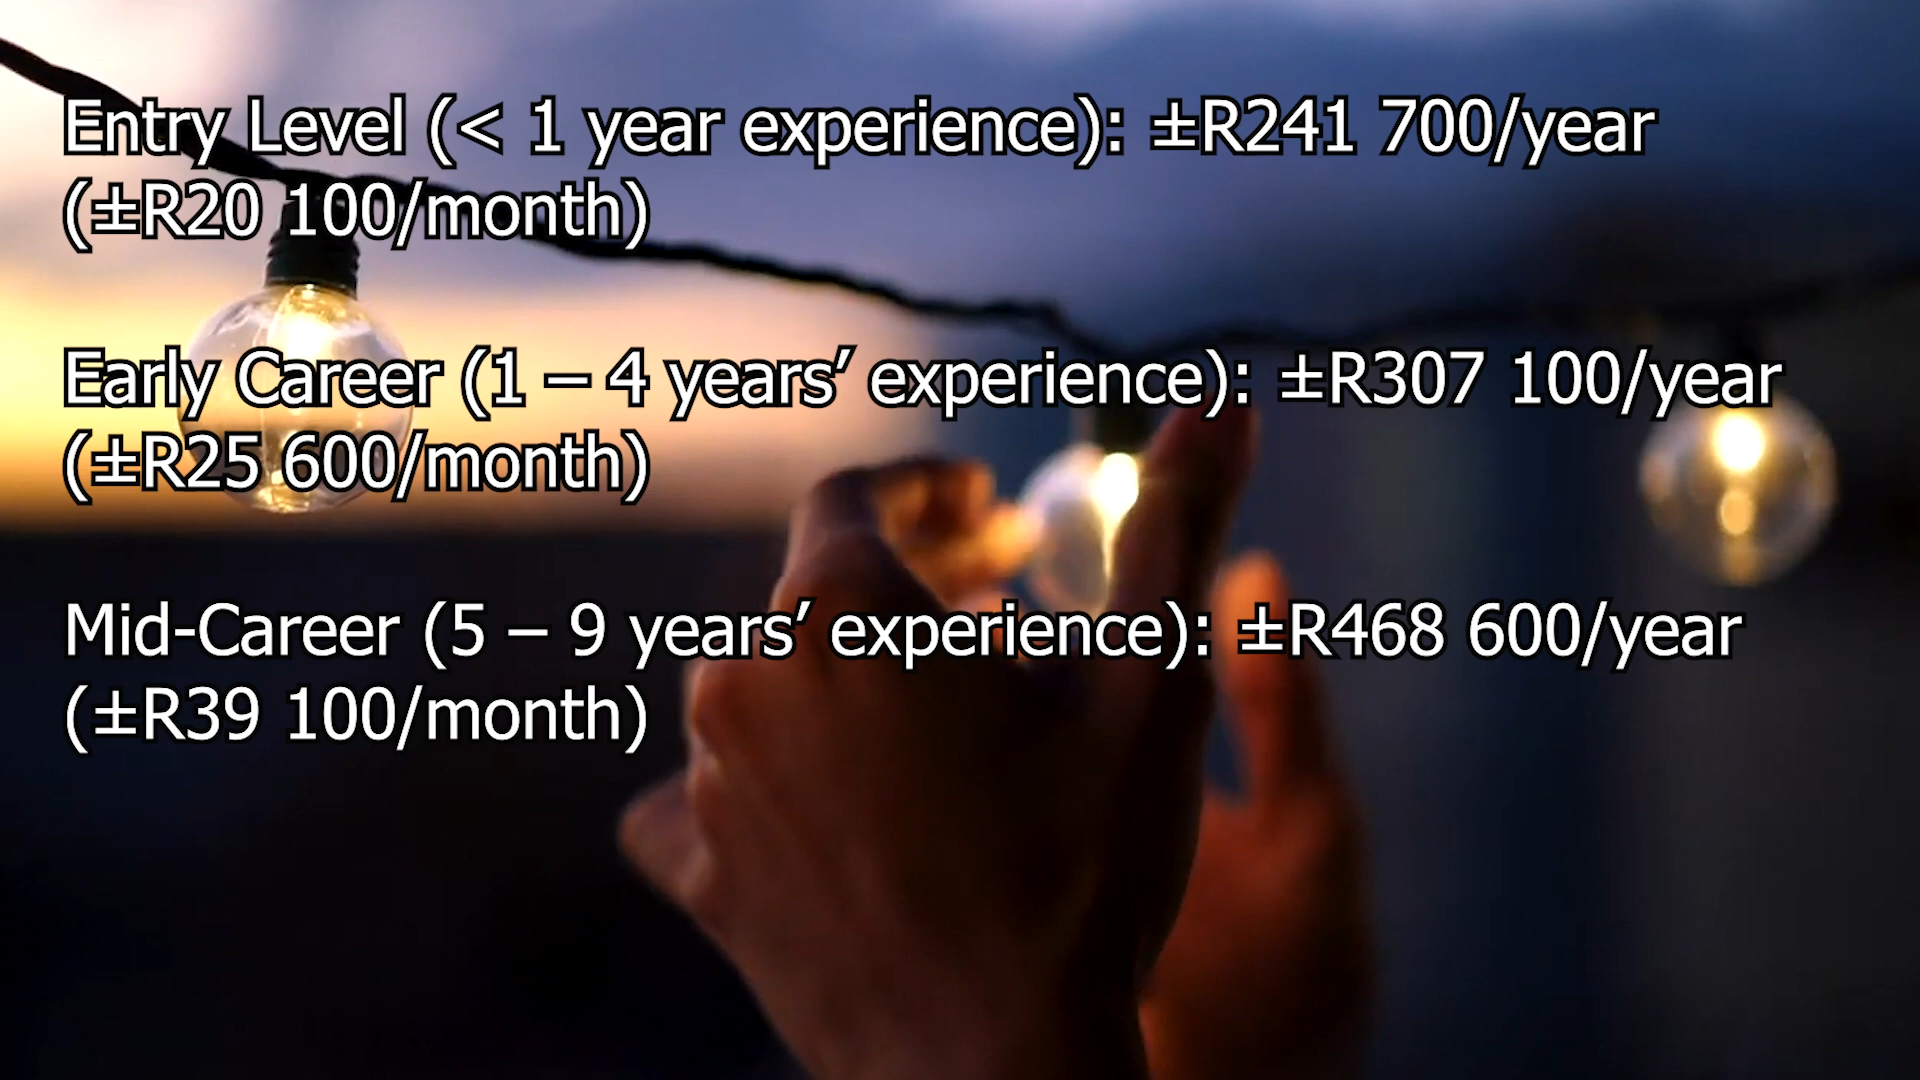 Entry Level (< 1 year experience): ±R241 700/year
(±R20 100/month)
Early Career (1 – 4 years’ experience): ±R307 100/year
(±R25 600/month)
Mid-Career (5 – 9 years’ experience): ±R468 600/year
(±R39 100/month)